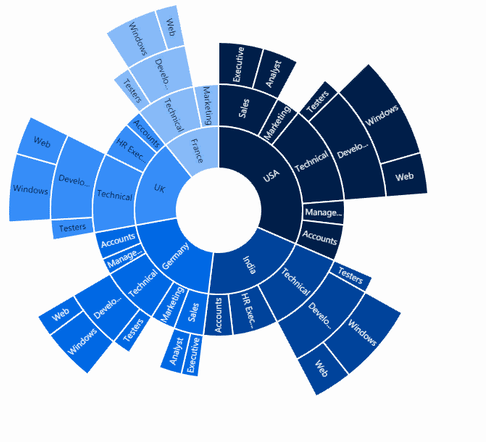 USA
Sales
Executive
Analyst
Marketing
Technical
Testers
Develo...
Windows
Web
Manage...
Accounts
India
Technical
Testers
Develo...
Windows
Web
HR Exec...
Accounts
Germany
Sales
Executive
Analyst
Marketing
Technical
Testers
Develo...
Windows
Web
Manage...
Accounts
UK
Technical
Testers
Develo...
Windows
Web
HR Exec...
Accounts
France
Technical
Testers
Develo...
Windows
Web
Marketing